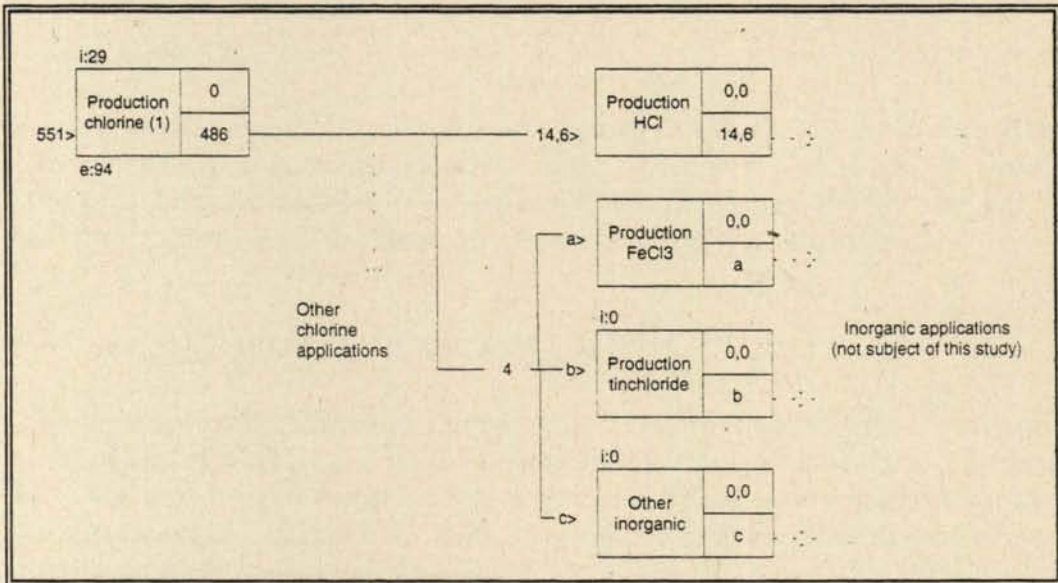 i:29
Production
chlorine (1)
0
551>
486
e:94
14,6>
Production
HCl
0,0
14,6
a>
Production
FeCl3
0,0
a
Other
chlorine
applications
4
i:0
b>
Production
tinchloride
0,0
b
Inorganic applications
(not subject of this study)
i:0
c>
Other
inorganic
0,0
c